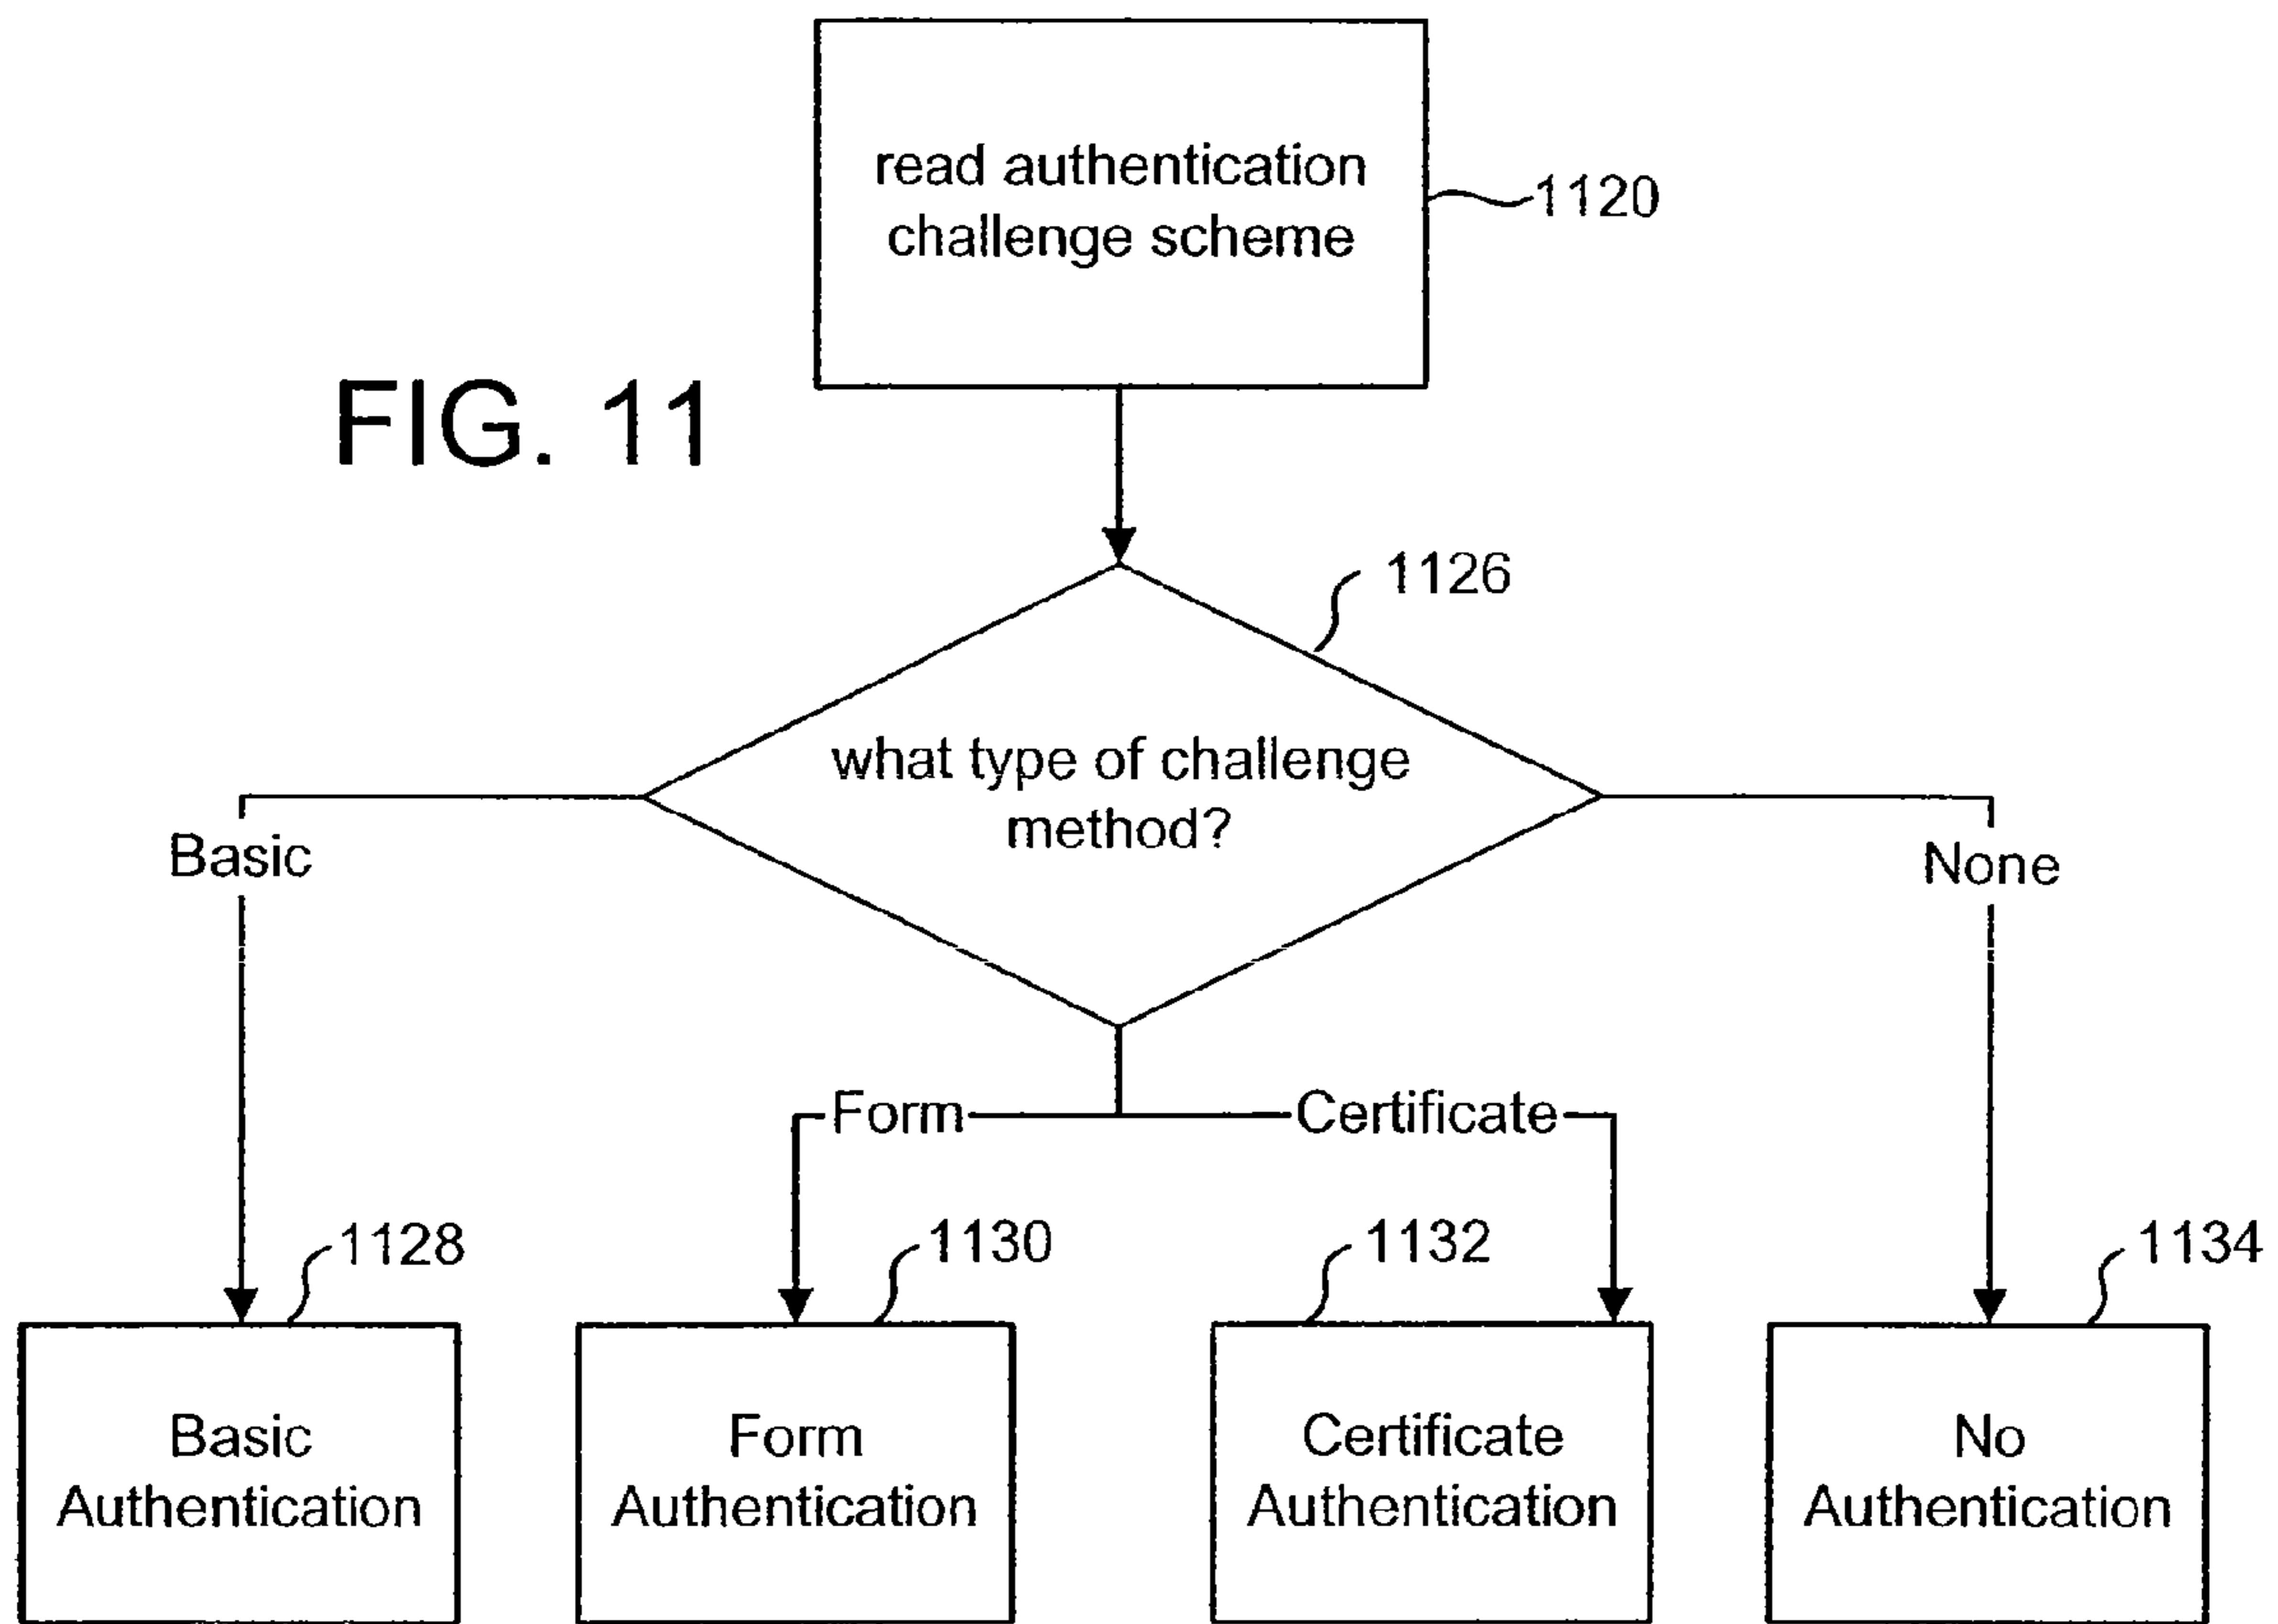 read authentication
challenge scheme
1120
FIG. 11
1126
what type of challenge
method?
Basic
None
Form
Certificate
1128
1130
1132
1134
Basic
Authentication
Form
Authentication
Certificate
Authentication
No
Authentication